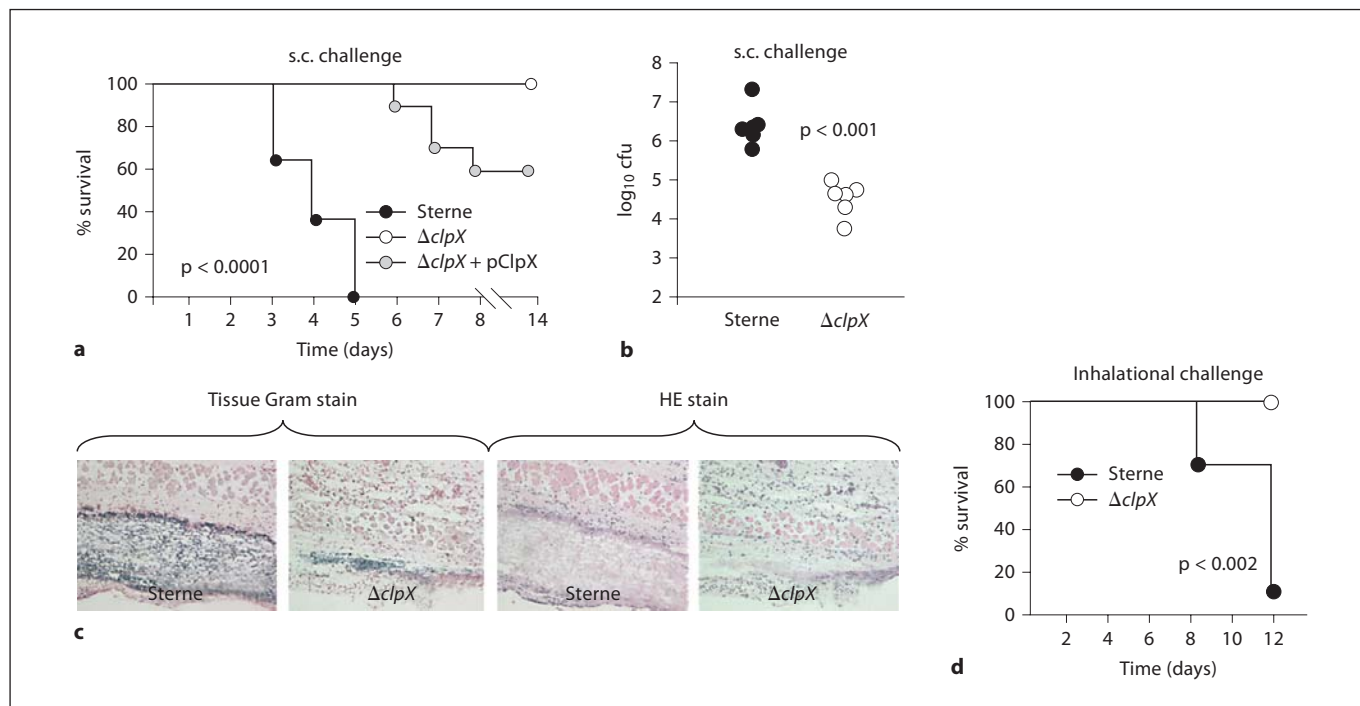 s.c. challenge
100
80
60
40
20
0
% survival
Sterne
ΔclpX
ΔclpX + pClpX
p < 0.0001
1 2 3 4 5 6 7 8 14
Time (days)
a
s.c. challenge
8
7
6
5
4
3
2
log₁₀ cfu
p < 0.001
Sterne ΔclpX
b
Tissue Gram stain HE stain
Sterne ΔclpX Sterne ΔclpX
c
Inhalational challenge
100
80
60
40
20
0
% survival
Sterne
ΔclpX
p < 0.002
2 4 6 8 10 12
Time (days)
d